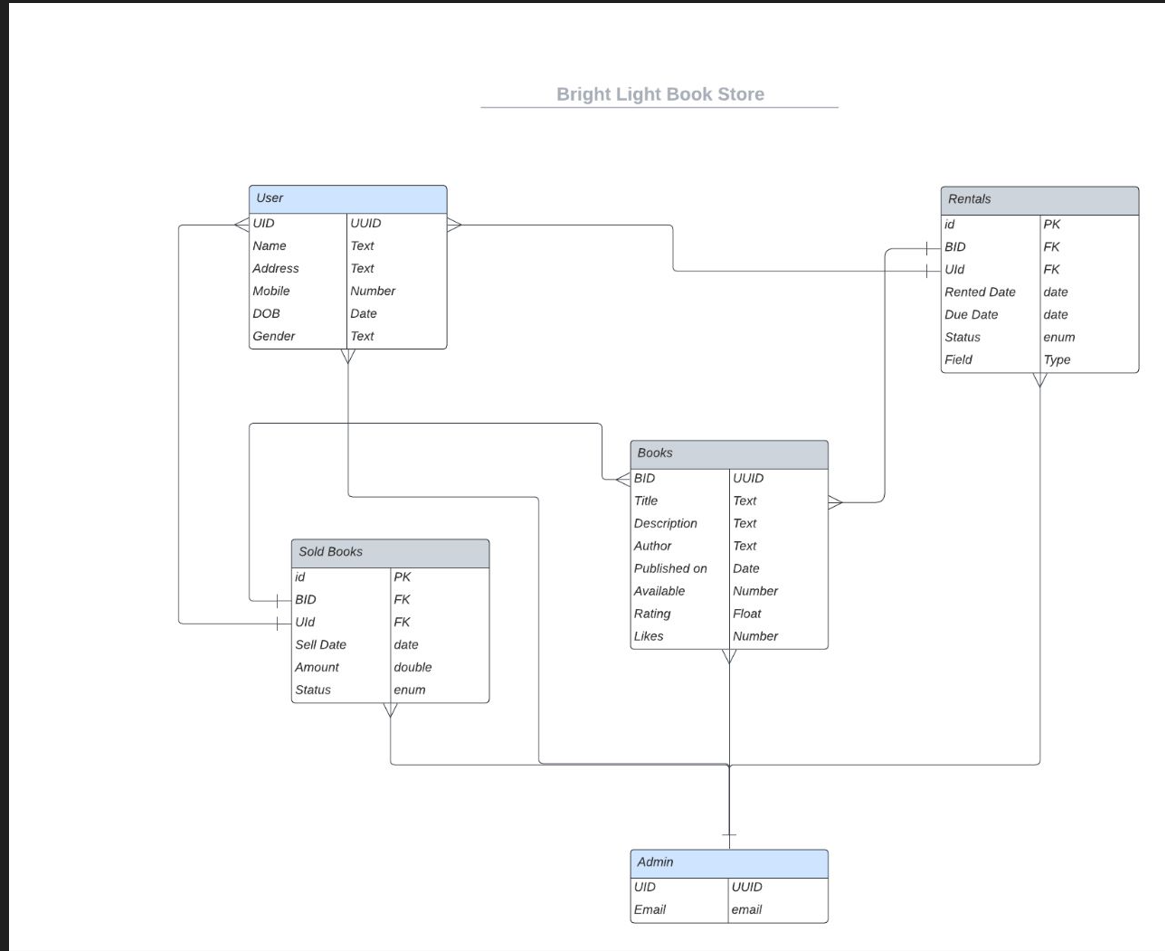 Bright Light Book Store
User
UID UUID
Name Text
Address Text
Mobile Number
DOB Date
Gender Text
Rentals
id PK
BID FK
UId FK
Rented Date date
Due Date date
Status enum
Field Type
Books
BID UUID
Title Text
Description Text
Author Text
Published on Date
Available Number
Rating Float
Likes Number
Sold Books
id PK
BID FK
UId FK
Sell Date date
Amount double
Status enum
Admin
UID UUID
Email email